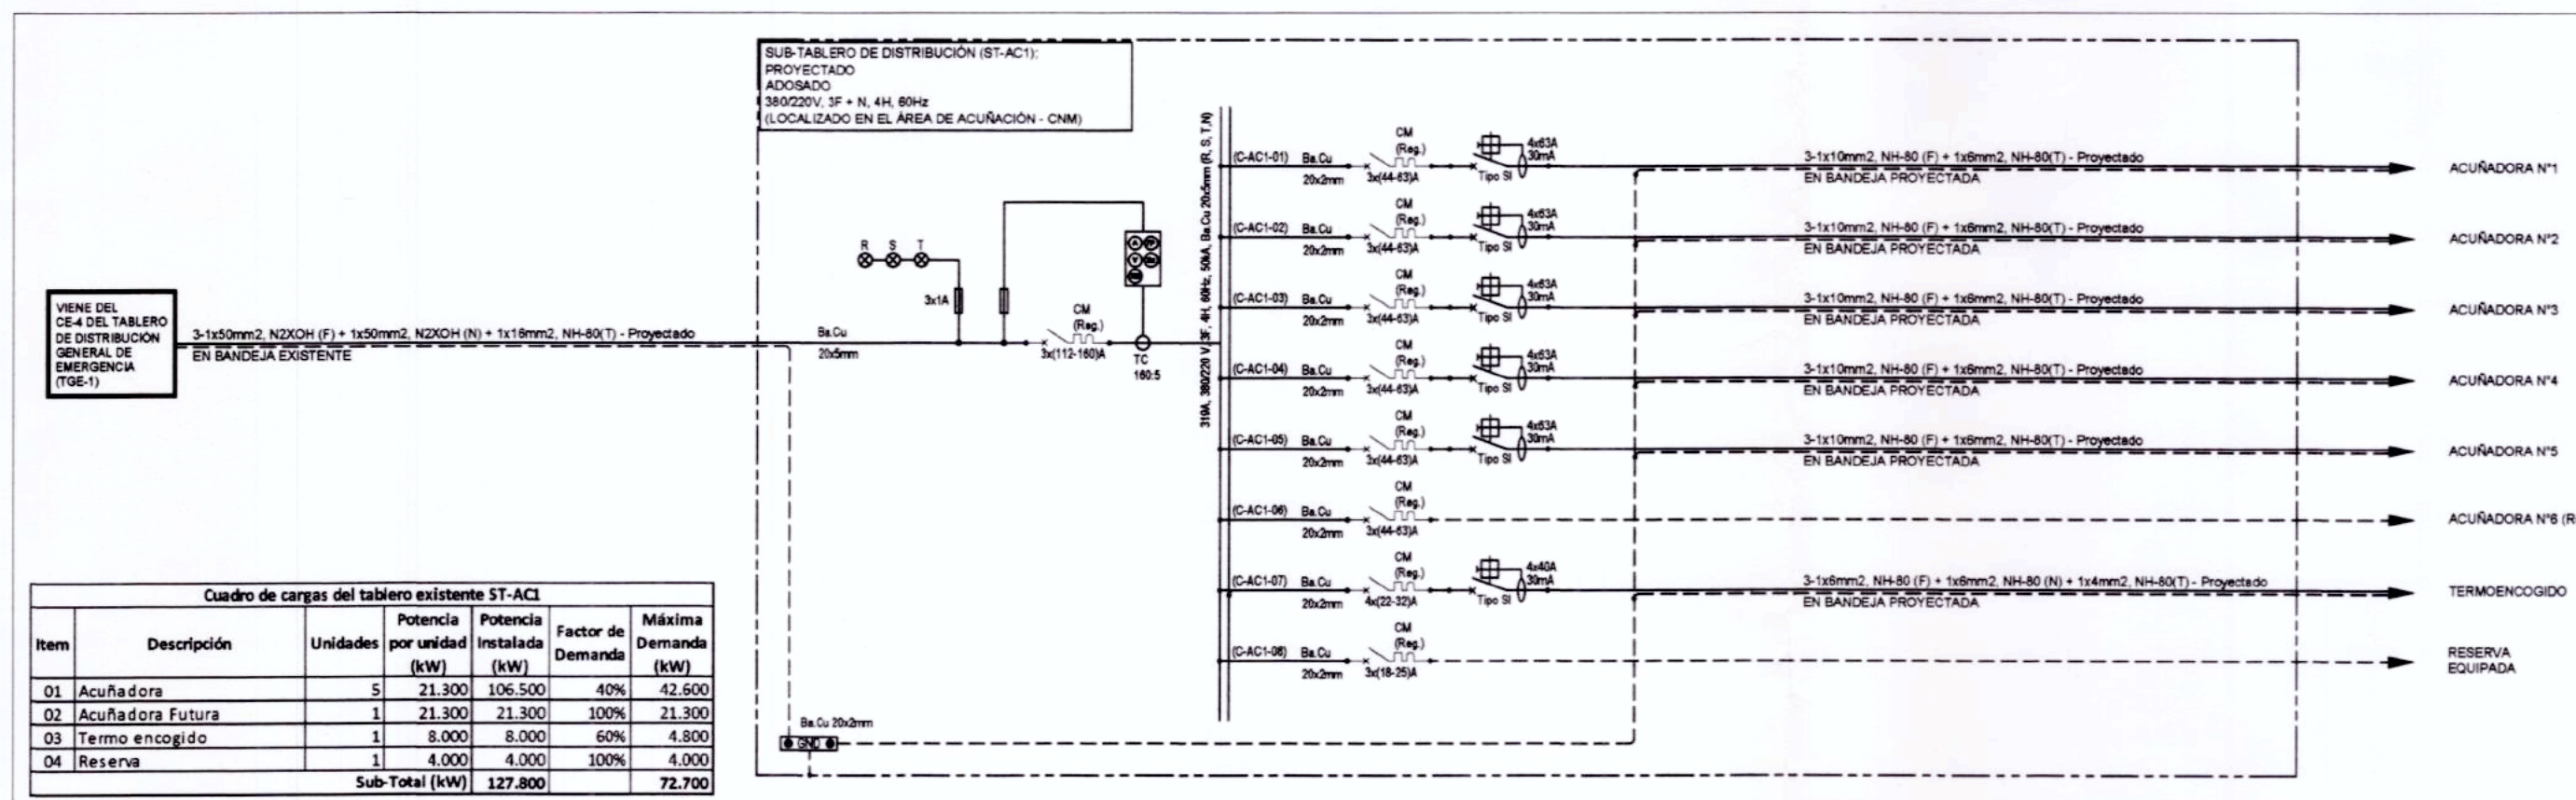 SUB-TABLERO DE DISTRIBUCIÓN (ST-AC1):
PROYECTADO
ADOSADO
380/220V, 3F + N, 4H, 60Hz
(LOCALIZADO EN EL ÁREA DE ACUÑACIÓN - CNM)
VIENE DEL
CE-4 DEL TABLERO
DE DISTRIBUCIÓN
GENERAL DE
EMERGENCIA
(TGE-1)
3-1x50mm2, N2XOH (F) + 1x50mm2, N2XOH (N) + 1x16mm2, NH-80(T) - Proyectado
EN BANDEJA EXISTENTE
Ba.Cu
20x5mm
R S T
3x1A
CM
(Reg.)
3x(112-160)A
TC
160:5
319A, 380/220 V, 3F, 4H, 60Hz, 50kA, Ba.Cu 20x5mm (R, S, T,N)
(C-AC1-01) Ba.Cu
20x2mm
CM
(Reg.)
3x(44-63)A
4x63A
30mA
Tipo SI
3-1x10mm2, NH-80 (F) + 1x6mm2, NH-80(T) - Proyectado
EN BANDEJA PROYECTADA
ACUÑADORA N°1
(C-AC1-02) Ba.Cu
20x2mm
CM
(Reg.)
3x(44-63)A
4x63A
30mA
Tipo SI
3-1x10mm2, NH-80 (F) + 1x6mm2, NH-80(T) - Proyectado
EN BANDEJA PROYECTADA
ACUÑADORA N°2
(C-AC1-03) Ba.Cu
20x2mm
CM
(Reg.)
3x(44-63)A
4x63A
30mA
Tipo SI
3-1x10mm2, NH-80 (F) + 1x6mm2, NH-80(T) - Proyectado
EN BANDEJA PROYECTADA
ACUÑADORA N°3
(C-AC1-04) Ba.Cu
20x2mm
CM
(Reg.)
3x(44-63)A
4x63A
30mA
Tipo SI
3-1x10mm2, NH-80 (F) + 1x6mm2, NH-80(T) - Proyectado
EN BANDEJA PROYECTADA
ACUÑADORA N°4
(C-AC1-05) Ba.Cu
20x2mm
CM
(Reg.)
3x(44-63)A
4x63A
30mA
Tipo SI
3-1x10mm2, NH-80 (F) + 1x6mm2, NH-80(T) - Proyectado
EN BANDEJA PROYECTADA
ACUÑADORA N°5
(C-AC1-06) Ba.Cu
20x2mm
CM
(Reg.)
3x(44-63)A
ACUÑADORA N°6 (R
(C-AC1-07) Ba.Cu
20x2mm
CM
(Reg.)
4x(22-32)A
4x40A
30mA
Tipo SI
3-1x6mm2, NH-80 (F) + 1x6mm2, NH-80 (N) + 1x4mm2, NH-80(T) - Proyectado
EN BANDEJA PROYECTADA
TERMOENCOGIDO
(C-AC1-08) Ba.Cu
20x2mm
CM
(Reg.)
3x(18-25)A
RESERVA
EQUIPADA
Ba.Cu 20x2mm
GND
Cuadro de cargas del tablero existente ST-AC1
Item Descripción Unidades Potencia por unidad (kW) Potencia Instalada (kW) Factor de Demanda Máxima Demanda (kW)
01 Acuñadora 5 21.300 106.500 40% 42.600
02 Acuñadora Futura 1 21.300 21.300 100% 21.300
03 Termo encogido 1 8.000 8.000 60% 4.800
04 Reserva 1 4.000 4.000 100% 4.000
Sub-Total (kW) 127.800 72.700